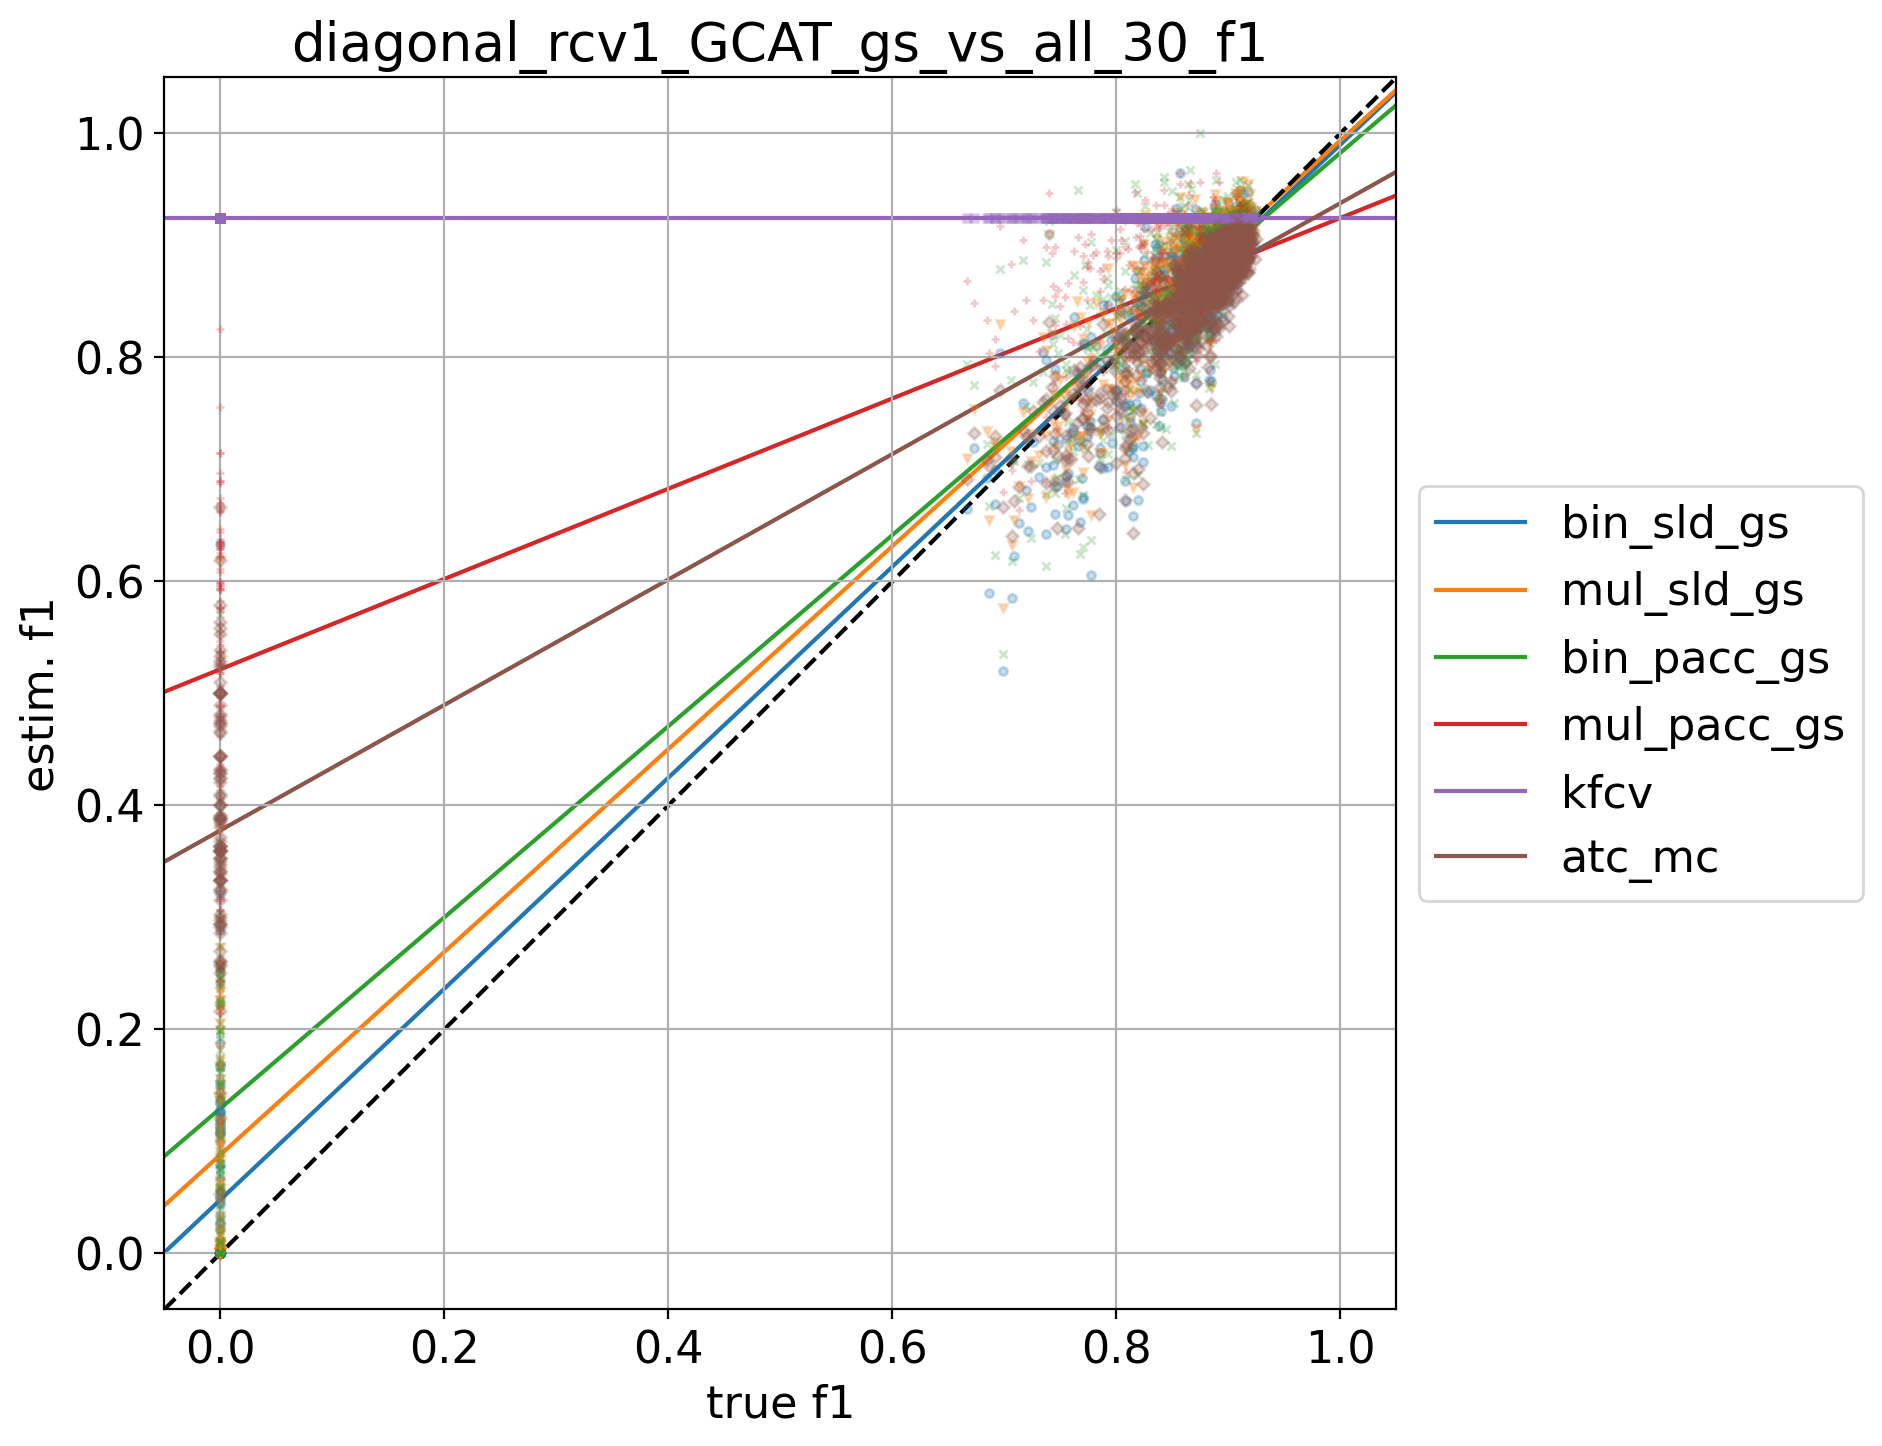 diagonal_rcv1_GCAT_gs_vs_all_30_f1
1.0
0.8
0.6
0.4
0.2
0.0
estim. f1
0.0 0.2 0.4 0.6 0.8 1.0
true f1
bin_sld_gs
mul_sld_gs
bin_pacc_gs
mul_pacc_gs
kfcv
atc_mc